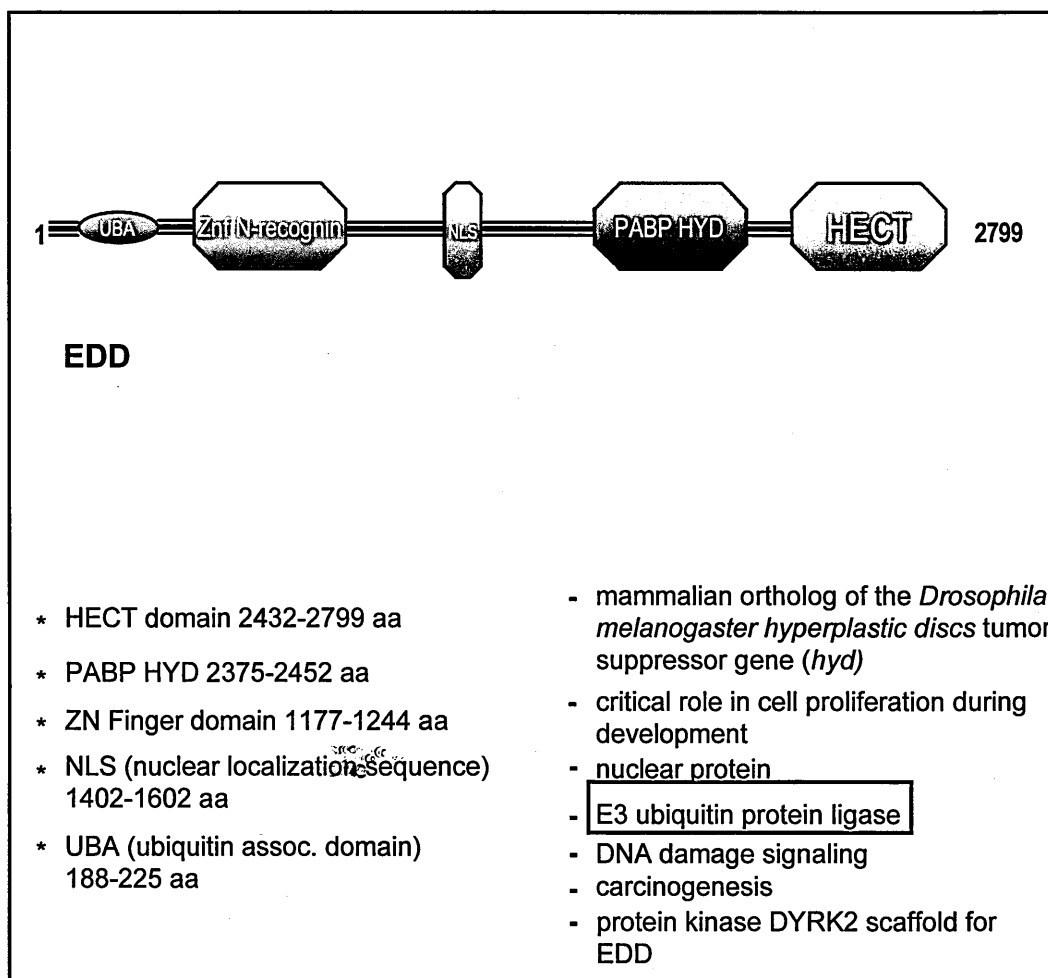 1 UBA Znf N-recognin NLS PABP HYD HECT 2799
EDD
* HECT domain 2432-2799 aa
* PABP HYD 2375-2452 aa
* ZN Finger domain 1177-1244 aa
* NLS (nuclear localization sequence)
1402-1602 aa
* UBA (ubiquitin assoc. domain)
188-225 aa
- mammalian ortholog of the Drosophila
melanogaster hyperplastic discs tumor
suppressor gene (hyd)
- critical role in cell proliferation during
development
- nuclear protein
- E3 ubiquitin protein ligase
- DNA damage signaling
- carcinogenesis
- protein kinase DYRK2 scaffold for
EDD